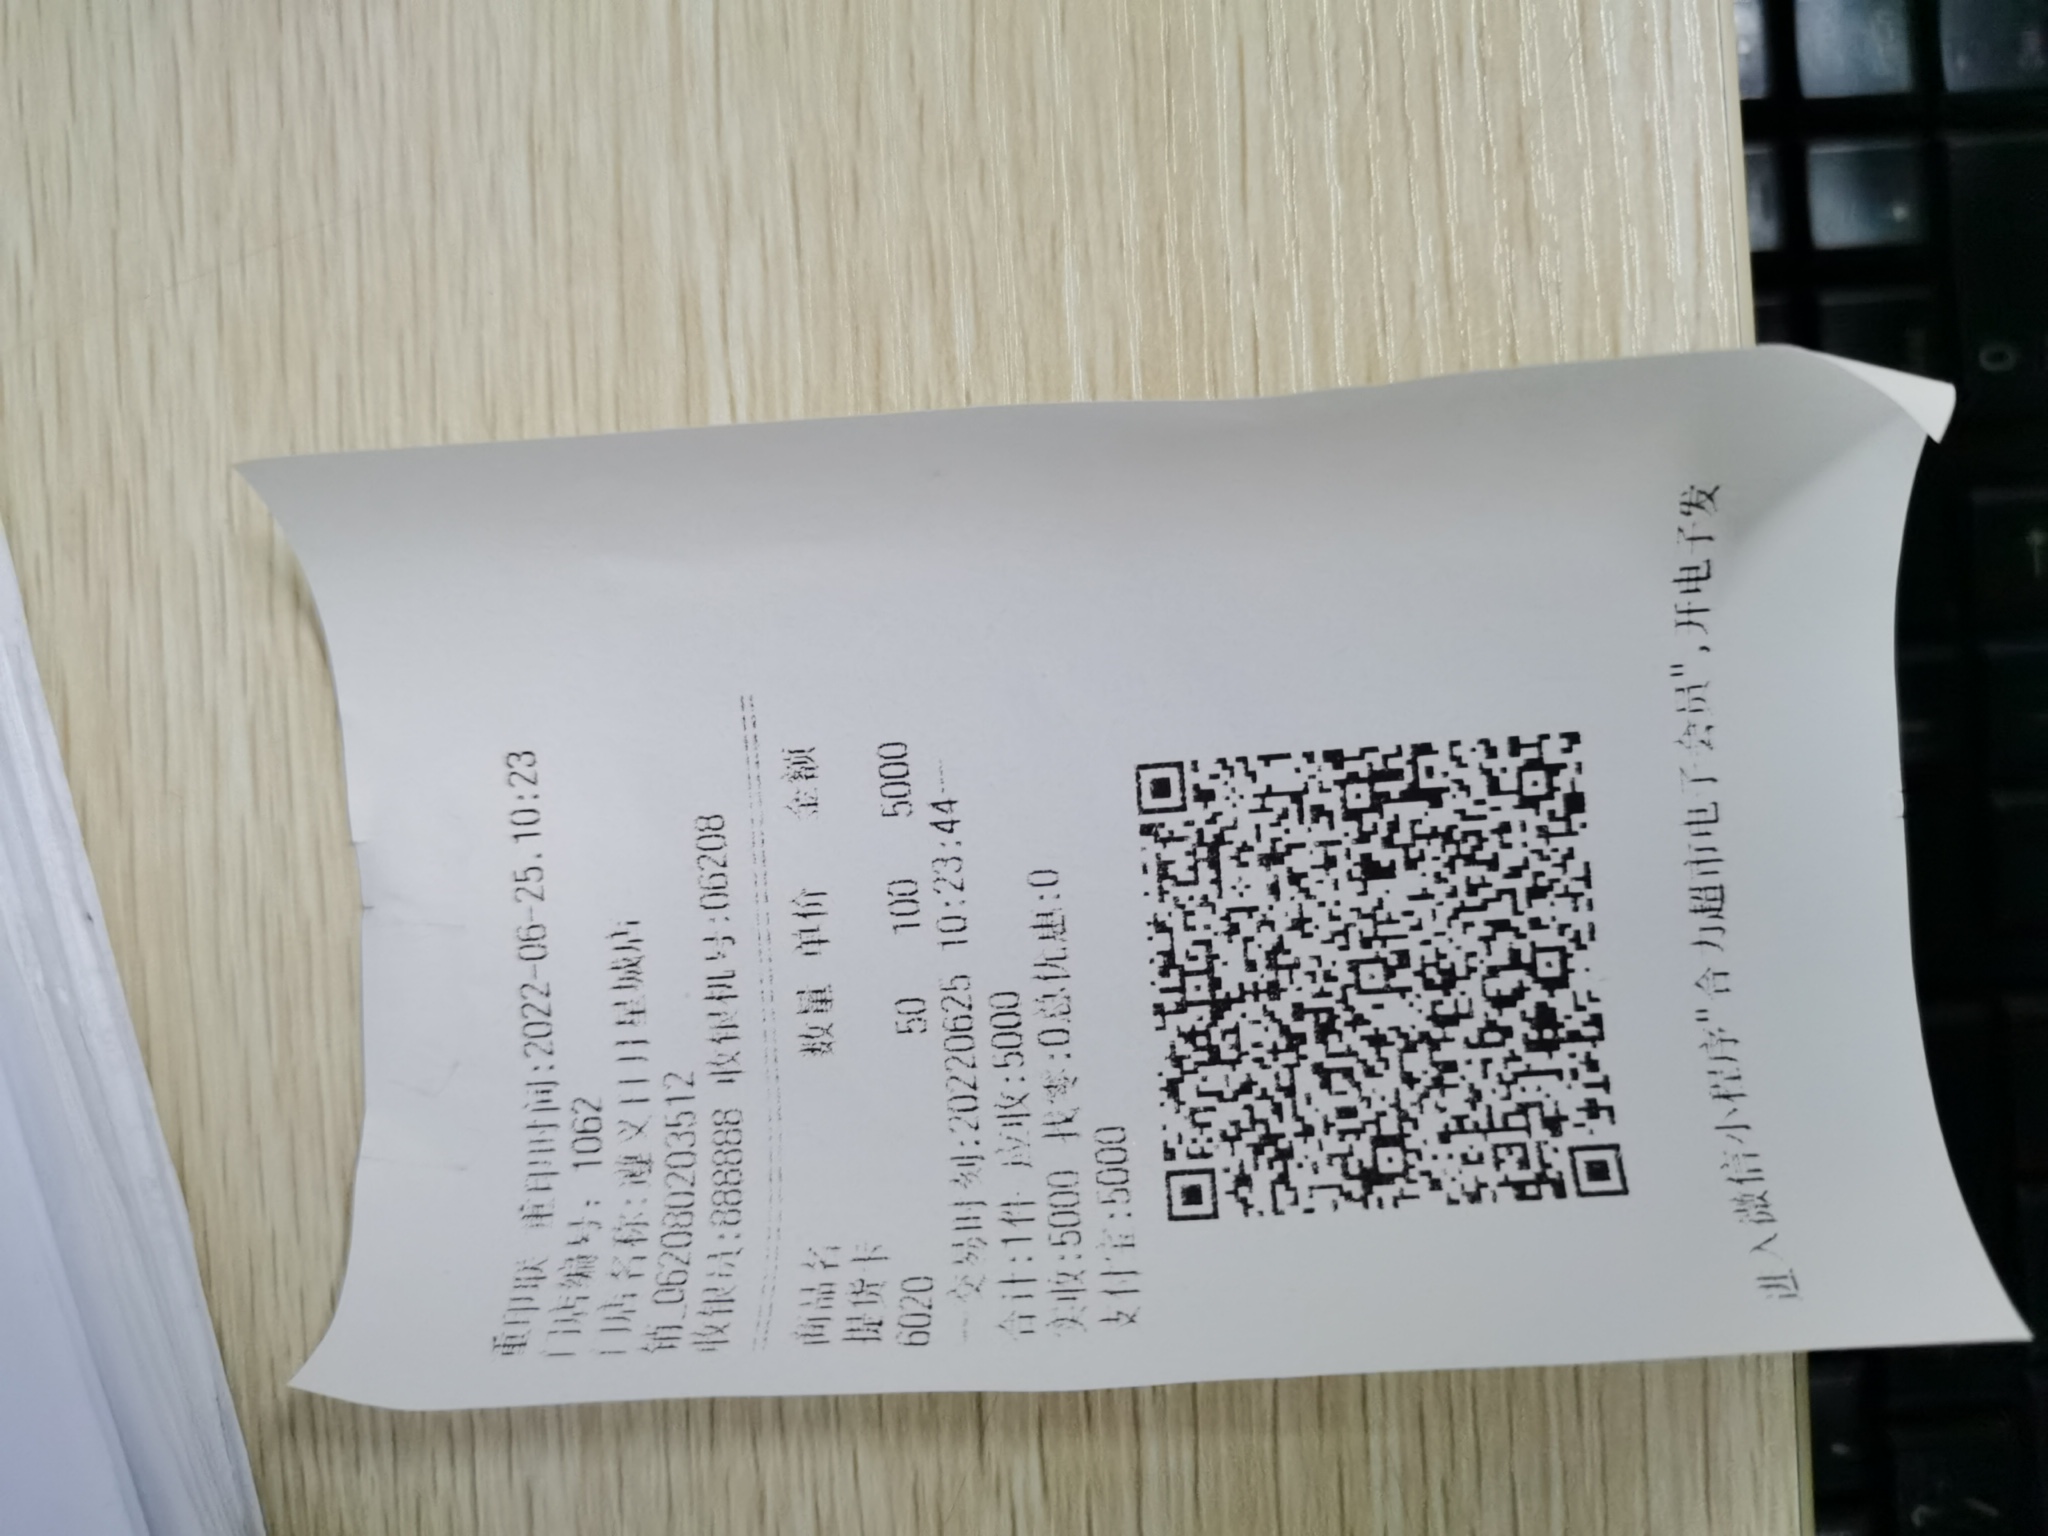 重印联 重印时间:2022-06-25.10:23
门店编号: 1062
门店名称:遵义日月星城店
销_0620802203512
收银员:888888 收银机号:06208
商品名 数量 单价 金额
提货卡
6020 50 100 5000
---交易时刻:20220625 10:23:44---
合计:1件 应收:5000
实收:5000 找零:0总优惠:0
支付宝:5000
进入微信小程序"合力超市电子会员",开电子发